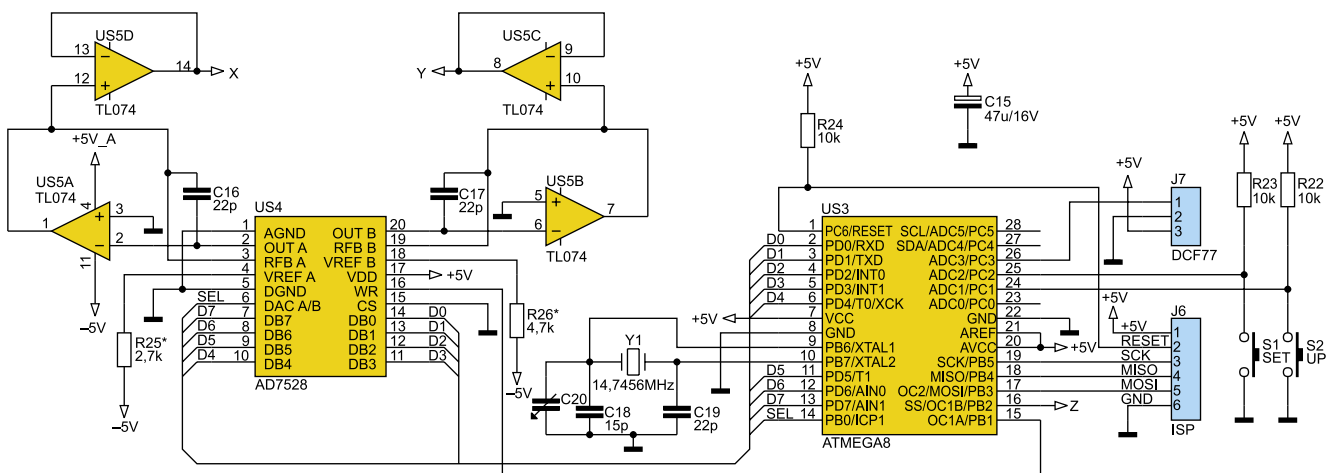 US5D
13
12
14
X
TL074
US5C
Y
8
9
10
TL074
+5V_A
US5A
TL074
1
4
3
2
11
–5V
C16
22p
C17
22p
US5B
5
6
7
TL074
US4
1 AGND OUT B 20
2 OUT A RFB B 19
3 RFB A VREF B 18
4 VREF A VDD 17 +5V
5 DGND WR 16
SEL 6 DAC A/B CS 15
D7 7 DB7 DB0 14 D0
D6 8 DB6 DB1 13 D1
D5 9 DB5 DB2 12 D2
D4 10 DB4 DB3 11 D3
AD7528
R25*
2,7k
–5V
R26*
4,7k
–5V
+5V
R24
10k
+5V
C15
47u/16V
US3
1 PC6/RESET SCL/ADC5/PC5 28
D0 2 PD0/RXD SDA/ADC4/PC4 27
D1 3 PD1/TXD ADC3/PC3 26
D2 4 PD2/INT0 ADC2/PC2 25
D3 5 PD3/INT1 ADC1/PC1 24
D4 6 PD4/T0/XCK ADC0/PC0 23
+5V 7 VCC GND 22
8 GND AREF 21
9 PB6/XTAL1 AVCC 20 +5V
10 PB7/XTAL2 SCK/PB5 19
D5 11 PD5/T1 MISO/PB4 18
D6 12 PD6/AIN0 OC2/MOSI/PB3 17
D7 13 PD7/AIN1 SS/OC1B/PB2 16 Z
SEL 14 PB0/ICP1 OC1A/PB1 15
ATMEGA8
Y1
14,7456MHz
C20
C18
15p
C19
22p
+5V
J7
1
2
3
DCF77
+5V
+5V
R23
10k
R22
10k
J6
+5V 1
RESET 2
SCK 3
MISO 4
MOSI 5
GND 6
ISP
S1
SET
S2
UP